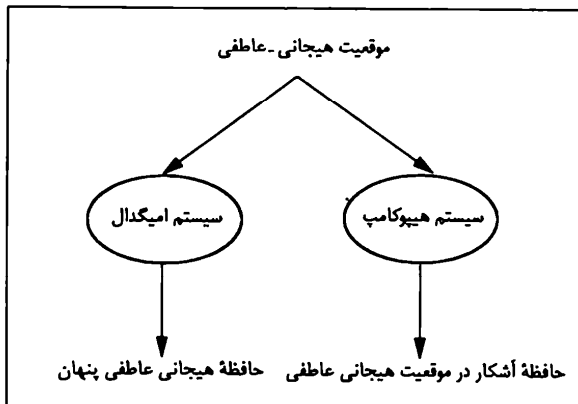 موقعیت هیجانی ـ عاطفی
سیستم هیپوکامپ
سیستم امیگدال
حافظهٔ آشکار در موقعیت هیجانی عاطفی
حافظهٔ هیجانی عاطفی پنهان